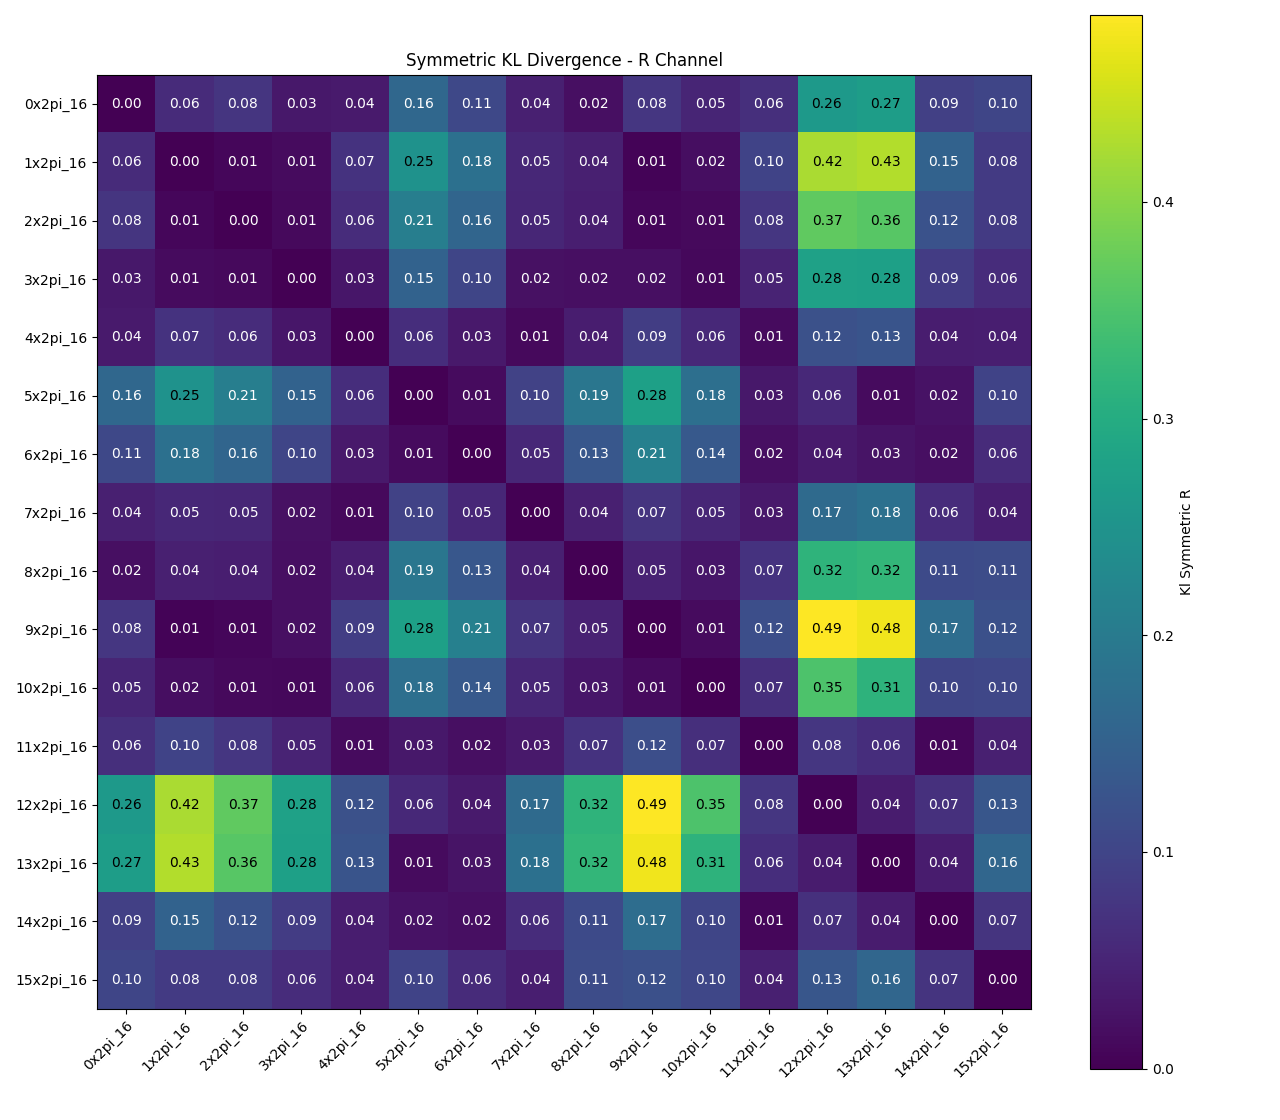 Symmetric KL Divergence - R Channel
0x2pi_16 0.00 0.06 0.08 0.03 0.04 0.16 0.11 0.04 0.02 0.08 0.05 0.06 0.26 0.27 0.09 0.10
1x2pi_16 0.06 0.00 0.01 0.01 0.07 0.25 0.18 0.05 0.04 0.01 0.02 0.10 0.42 0.43 0.15 0.08
2x2pi_16 0.08 0.01 0.00 0.01 0.06 0.21 0.16 0.05 0.04 0.01 0.01 0.08 0.37 0.36 0.12 0.08
3x2pi_16 0.03 0.01 0.01 0.00 0.03 0.15 0.10 0.02 0.02 0.02 0.01 0.05 0.28 0.28 0.09 0.06
4x2pi_16 0.04 0.07 0.06 0.03 0.00 0.06 0.03 0.01 0.04 0.09 0.06 0.01 0.12 0.13 0.04 0.04
5x2pi_16 0.16 0.25 0.21 0.15 0.06 0.00 0.01 0.10 0.19 0.28 0.18 0.03 0.06 0.01 0.02 0.10
6x2pi_16 0.11 0.18 0.16 0.10 0.03 0.01 0.00 0.05 0.13 0.21 0.14 0.02 0.04 0.03 0.02 0.06
7x2pi_16 0.04 0.05 0.05 0.02 0.01 0.10 0.05 0.00 0.04 0.07 0.05 0.03 0.17 0.18 0.06 0.04
8x2pi_16 0.02 0.04 0.04 0.02 0.04 0.19 0.13 0.04 0.00 0.05 0.03 0.07 0.32 0.32 0.11 0.11
9x2pi_16 0.08 0.01 0.01 0.02 0.09 0.28 0.21 0.07 0.05 0.00 0.01 0.12 0.49 0.48 0.17 0.12
10x2pi_16 0.05 0.02 0.01 0.01 0.06 0.18 0.14 0.05 0.03 0.01 0.00 0.07 0.35 0.31 0.10 0.10
11x2pi_16 0.06 0.10 0.08 0.05 0.01 0.03 0.02 0.03 0.07 0.12 0.07 0.00 0.08 0.06 0.01 0.04
12x2pi_16 0.26 0.42 0.37 0.28 0.12 0.06 0.04 0.17 0.32 0.49 0.35 0.08 0.00 0.04 0.07 0.13
13x2pi_16 0.27 0.43 0.36 0.28 0.13 0.01 0.03 0.18 0.32 0.48 0.31 0.06 0.04 0.00 0.04 0.16
14x2pi_16 0.09 0.15 0.12 0.09 0.04 0.02 0.02 0.06 0.11 0.17 0.10 0.01 0.07 0.04 0.00 0.07
15x2pi_16 0.10 0.08 0.08 0.06 0.04 0.10 0.06 0.04 0.11 0.12 0.10 0.04 0.13 0.16 0.07 0.00
0x2pi_16 1x2pi_16 2x2pi_16 3x2pi_16 4x2pi_16 5x2pi_16 6x2pi_16 7x2pi_16 8x2pi_16 9x2pi_16 10x2pi_16 11x2pi_16 12x2pi_16 13x2pi_16 14x2pi_16 15x2pi_16
0.4
0.3
0.2
0.1
0.0
Kl Symmetric R